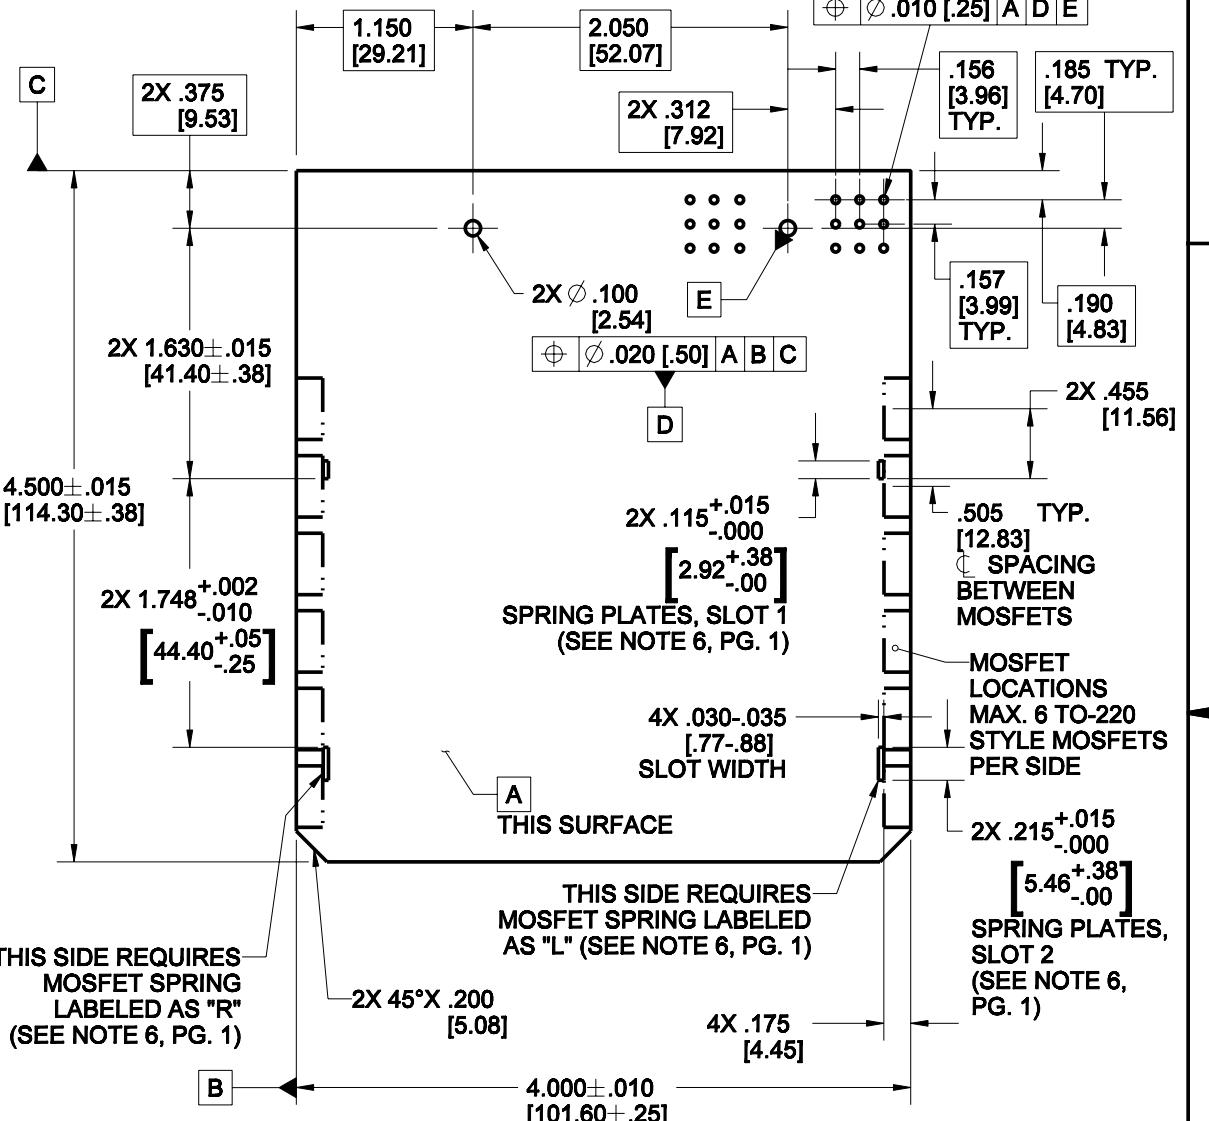 1.150
[29.21]
2.050
[52.07]
⌖ ∅ .010 [.25] A D E
C
2X .375
[9.53]
2X .312
[7.92]
.156
[3.96]
TYP.
.185 TYP.
[4.70]
2X ∅ .100
[2.54]
E
.157
[3.99]
TYP.
.190
[4.83]
⌖ ∅ .020 [.50] A B C
D
2X 1.630±.015
[41.40±.38]
2X .455
[11.56]
4.500±.015
[114.30±.38]
2X .115 +.015
-.000
[2.92 +.38
-.00]
SPRING PLATES, SLOT 1
(SEE NOTE 6, PG. 1)
.505 TYP.
[12.83]
℄ SPACING
BETWEEN
MOSFETS
2X 1.748 +.002
-.010
[44.40 +.05
-.25]
MOSFET
LOCATIONS
MAX. 6 TO-220
STYLE MOSFETS
PER SIDE
4X .030-.035
[.77-.88]
SLOT WIDTH
A
THIS SURFACE
2X .215 +.015
-.000
[5.46 +.38
-.00]
SPRING PLATES,
SLOT 2
(SEE NOTE 6,
PG. 1)
THIS SIDE REQUIRES
MOSFET SPRING LABELED
AS "L" (SEE NOTE 6, PG. 1)
THIS SIDE REQUIRES
MOSFET SPRING
LABELED AS "R"
(SEE NOTE 6, PG. 1)
2X 45°X .200
[5.08]
4X .175
[4.45]
B
4.000±.010
[101.60±.25]